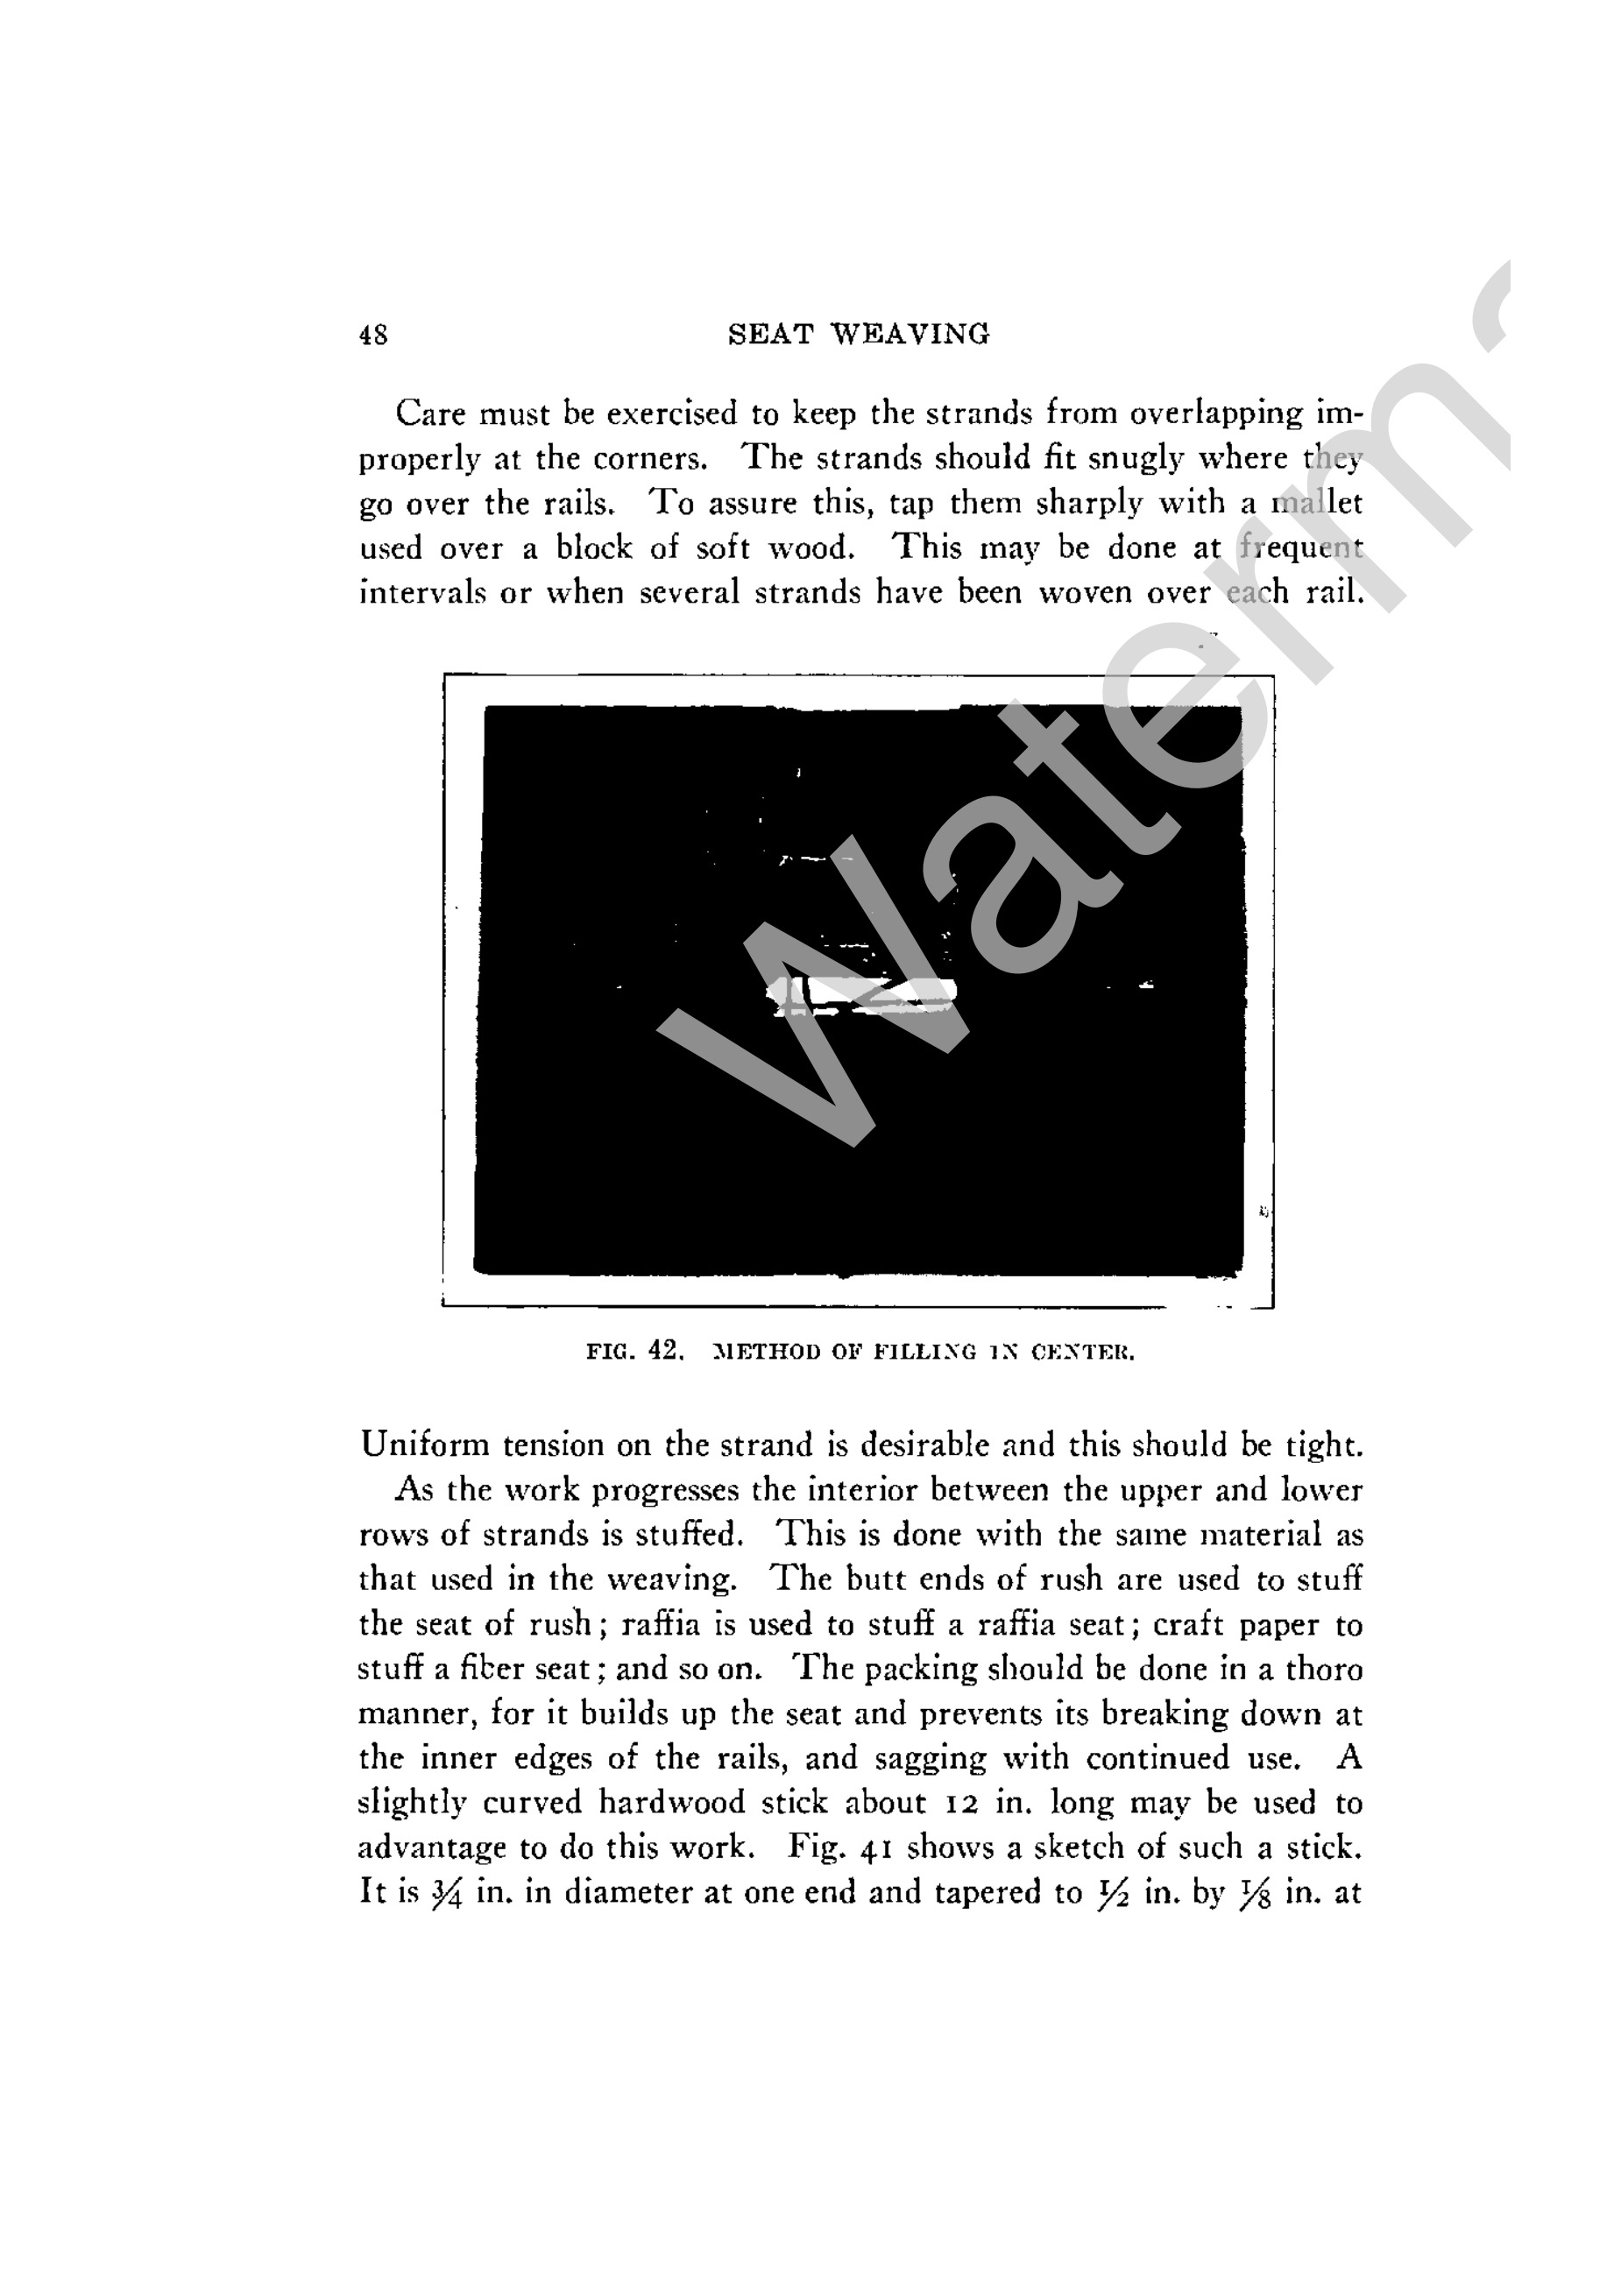 48 SEAT WEAVING
Care must be exercised to keep the strands from overlapping im-
properly at the corners. The strands should fit snugly where they
go over the rails. To assure this, tap them sharply with a mallet
used over a block of soft wood. This may be done at frequent
intervals or when several strands have been woven over each rail.
FIG. 42. METHOD OF FILLING IN CENTER.
Uniform tension on the strand is desirable and this should be tight.
As the work progresses the interior between the upper and lower
rows of strands is stuffed. This is done with the same material as
that used in the weaving. The butt ends of rush are used to stuff
the seat of rush; raffia is used to stuff a raffia seat; craft paper to
stuff a fiber seat; and so on. The packing should be done in a thoro
manner, for it builds up the seat and prevents its breaking down at
the inner edges of the rails, and sagging with continued use. A
slightly curved hardwood stick about 12 in. long may be used to
advantage to do this work. Fig. 41 shows a sketch of such a stick.
It is ¾ in. in diameter at one end and tapered to ½ in. by ⅛ in. at
Waterm